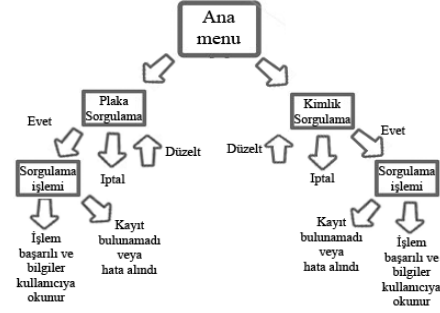 Ana
menu
Plaka
Sorgulama
Kimlik
Sorgulama
Evet
Iptal
Düzelt
Düzelt
Iptal
Evet
Sorgulama
işlemi
Sorgulama
işlemi
İşlem
başarılı ve
bilgiler
kullanıcıya
okunur
Kayıt
bulunamadı
veya
hata alındı
Kayıt
bulunamadı
veya
hata alındı
İşlem
başarılı ve
bilgiler
kullanıcıya
okunur